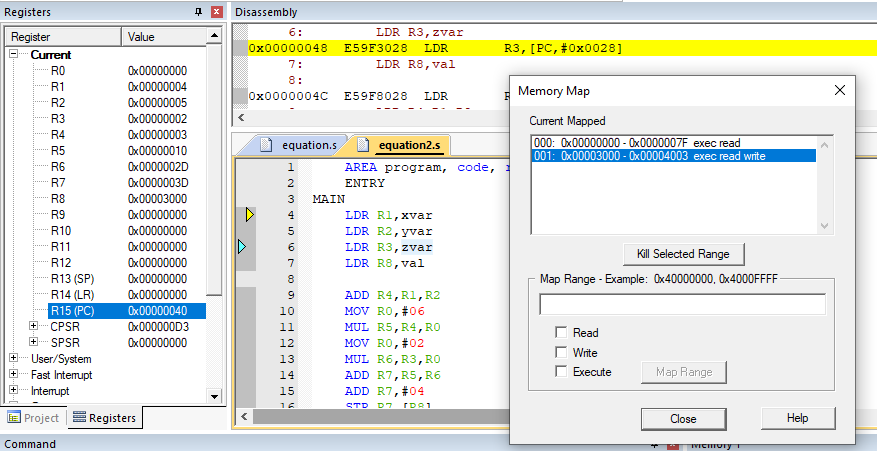 Registers
Register Value
Current
R0 0x00000000
R1 0x00000004
R2 0x00000005
R3 0x00000002
R4 0x00000003
R5 0x00000010
R6 0x0000002D
R7 0x0000003D
R8 0x00003000
R9 0x00000000
R10 0x00000000
R11 0x00000000
R12 0x00000000
R13 (SP) 0x00000000
R14 (LR) 0x00000000
R15 (PC) 0x00000040
CPSR 0x000000D3
SPSR 0x00000000
User/System
Fast Interrupt
Interrupt
Project Registers
Disassembly
6: LDR R3,zvar
0x00000048 E59F3028 LDR R3,[PC,#0x0028]
7: LDR R8,val
8:
0x0000004C E59F8028 LDR
equation.s equation2.s
1 AREA program, code,
2 ENTRY
3 MAIN
4 LDR R1,xvar
5 LDR R2,yvar
6 LDR R3,zvar
7 LDR R8,val
8
9 ADD R4,R1,R2
10 MOV R0,#06
11 MUL R5,R4,R0
12 MOV R0,#02
13 MUL R6,R3,R0
14 ADD R7,R5,R6
15 ADD R7,#04
16 STR R7,[R8]
Memory Map
Current Mapped
000: 0x00000000 - 0x0000007F exec read
001: 0x00003000 - 0x00004003 exec read write
Kill Selected Range
Map Range - Example: 0x40000000, 0x4000FFFF
Read
Write
Execute
Map Range
Close Help
Command
Memory 1